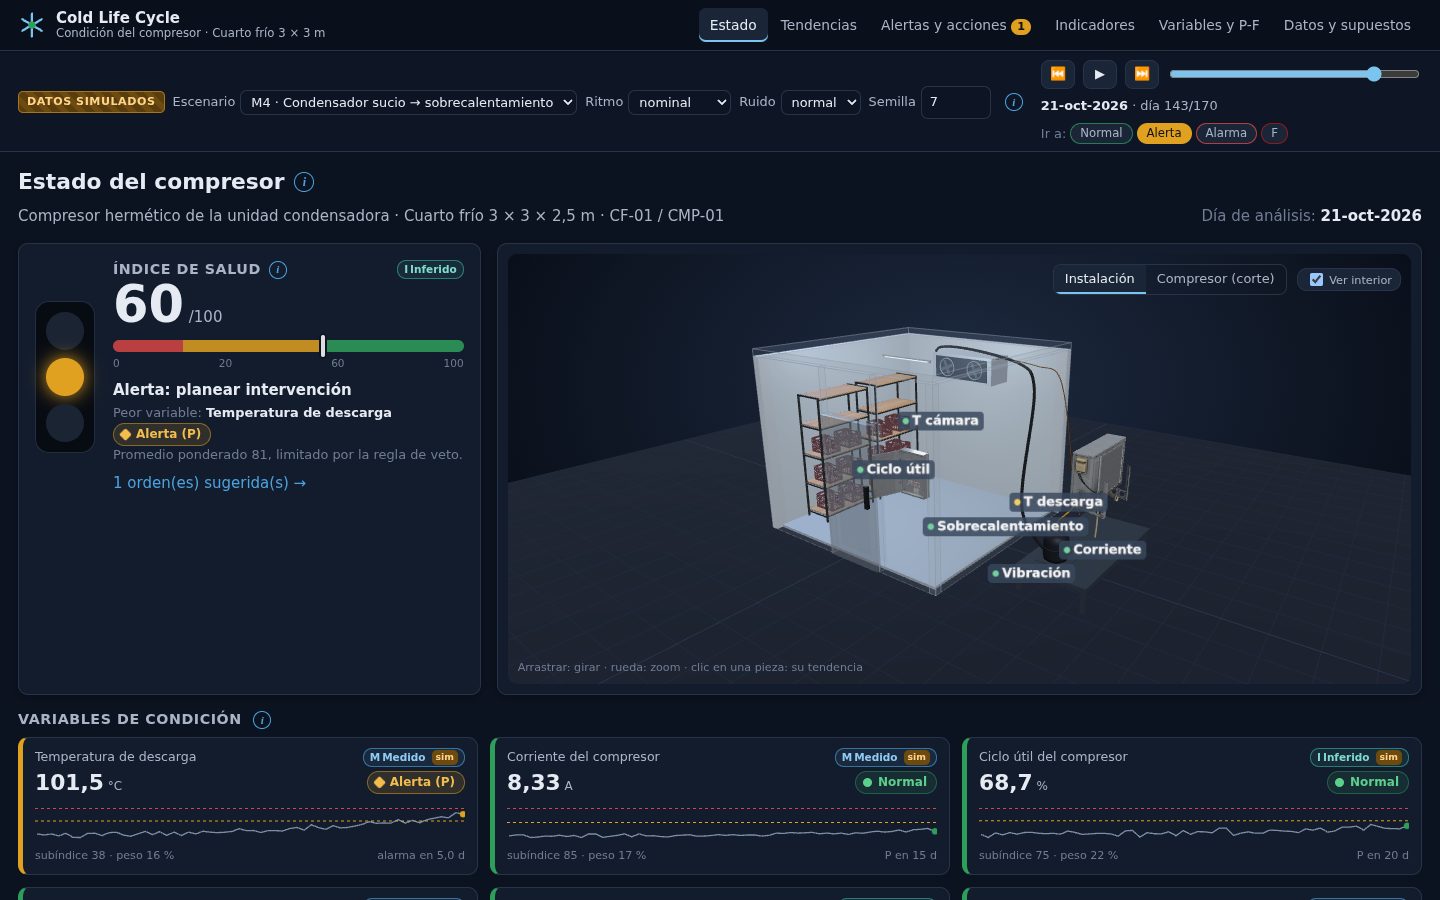 Cold Life Cycle
Condición del compresor · Cuarto frío 3 × 3 m
Estado Tendencias Alertas y acciones 1 Indicadores Variables y P-F Datos y supuestos
DATOS SIMULADOS Escenario M4 · Condensador sucio → sobrecalentamiento Ritmo nominal Ruido normal Semilla 7 i
21-oct-2026 · día 143/170
Ir a: Normal Alerta Alarma F
Estado del compresor i
Compresor hermético de la unidad condensadora · Cuarto frío 3 × 3 × 2,5 m · CF-01 / CMP-01
Día de análisis: 21-oct-2026
ÍNDICE DE SALUD i
I Inferido
60 /100
0 20 60 100
Alerta: planear intervención
Peor variable: Temperatura de descarga
Alerta (P)
Promedio ponderado 81, limitado por la regla de veto.
1 orden(es) sugerida(s) →
Instalación Compresor (corte) Ver interior
T cámara
Ciclo útil
T descarga
Sobrecalentamiento
Corriente
Vibración
Arrastrar: girar · rueda: zoom · clic en una pieza: su tendencia
VARIABLES DE CONDICIÓN i
Temperatura de descarga
M Medido sim
101,5 °C
Alerta (P)
subíndice 38 · peso 16 %
alarma en 5,0 d
Corriente del compresor
M Medido sim
8,33 A
Normal
subíndice 85 · peso 17 %
P en 15 d
Ciclo útil del compresor
I Inferido sim
68,7 %
Normal
subíndice 75 · peso 22 %
P en 20 d